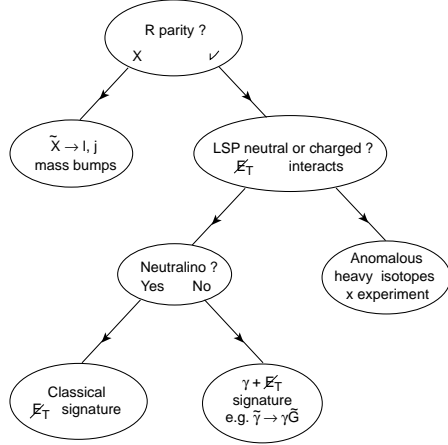 R parity ?
X ✓
X̃ → l, j
mass bumps
LSP neutral or charged ?
E̸T interacts
Neutralino ?
Yes No
Anomalous
heavy isotopes
x experiment
Classical
E̸T signature
γ + E̸T
signature
e.g. γ̃ → γG̃